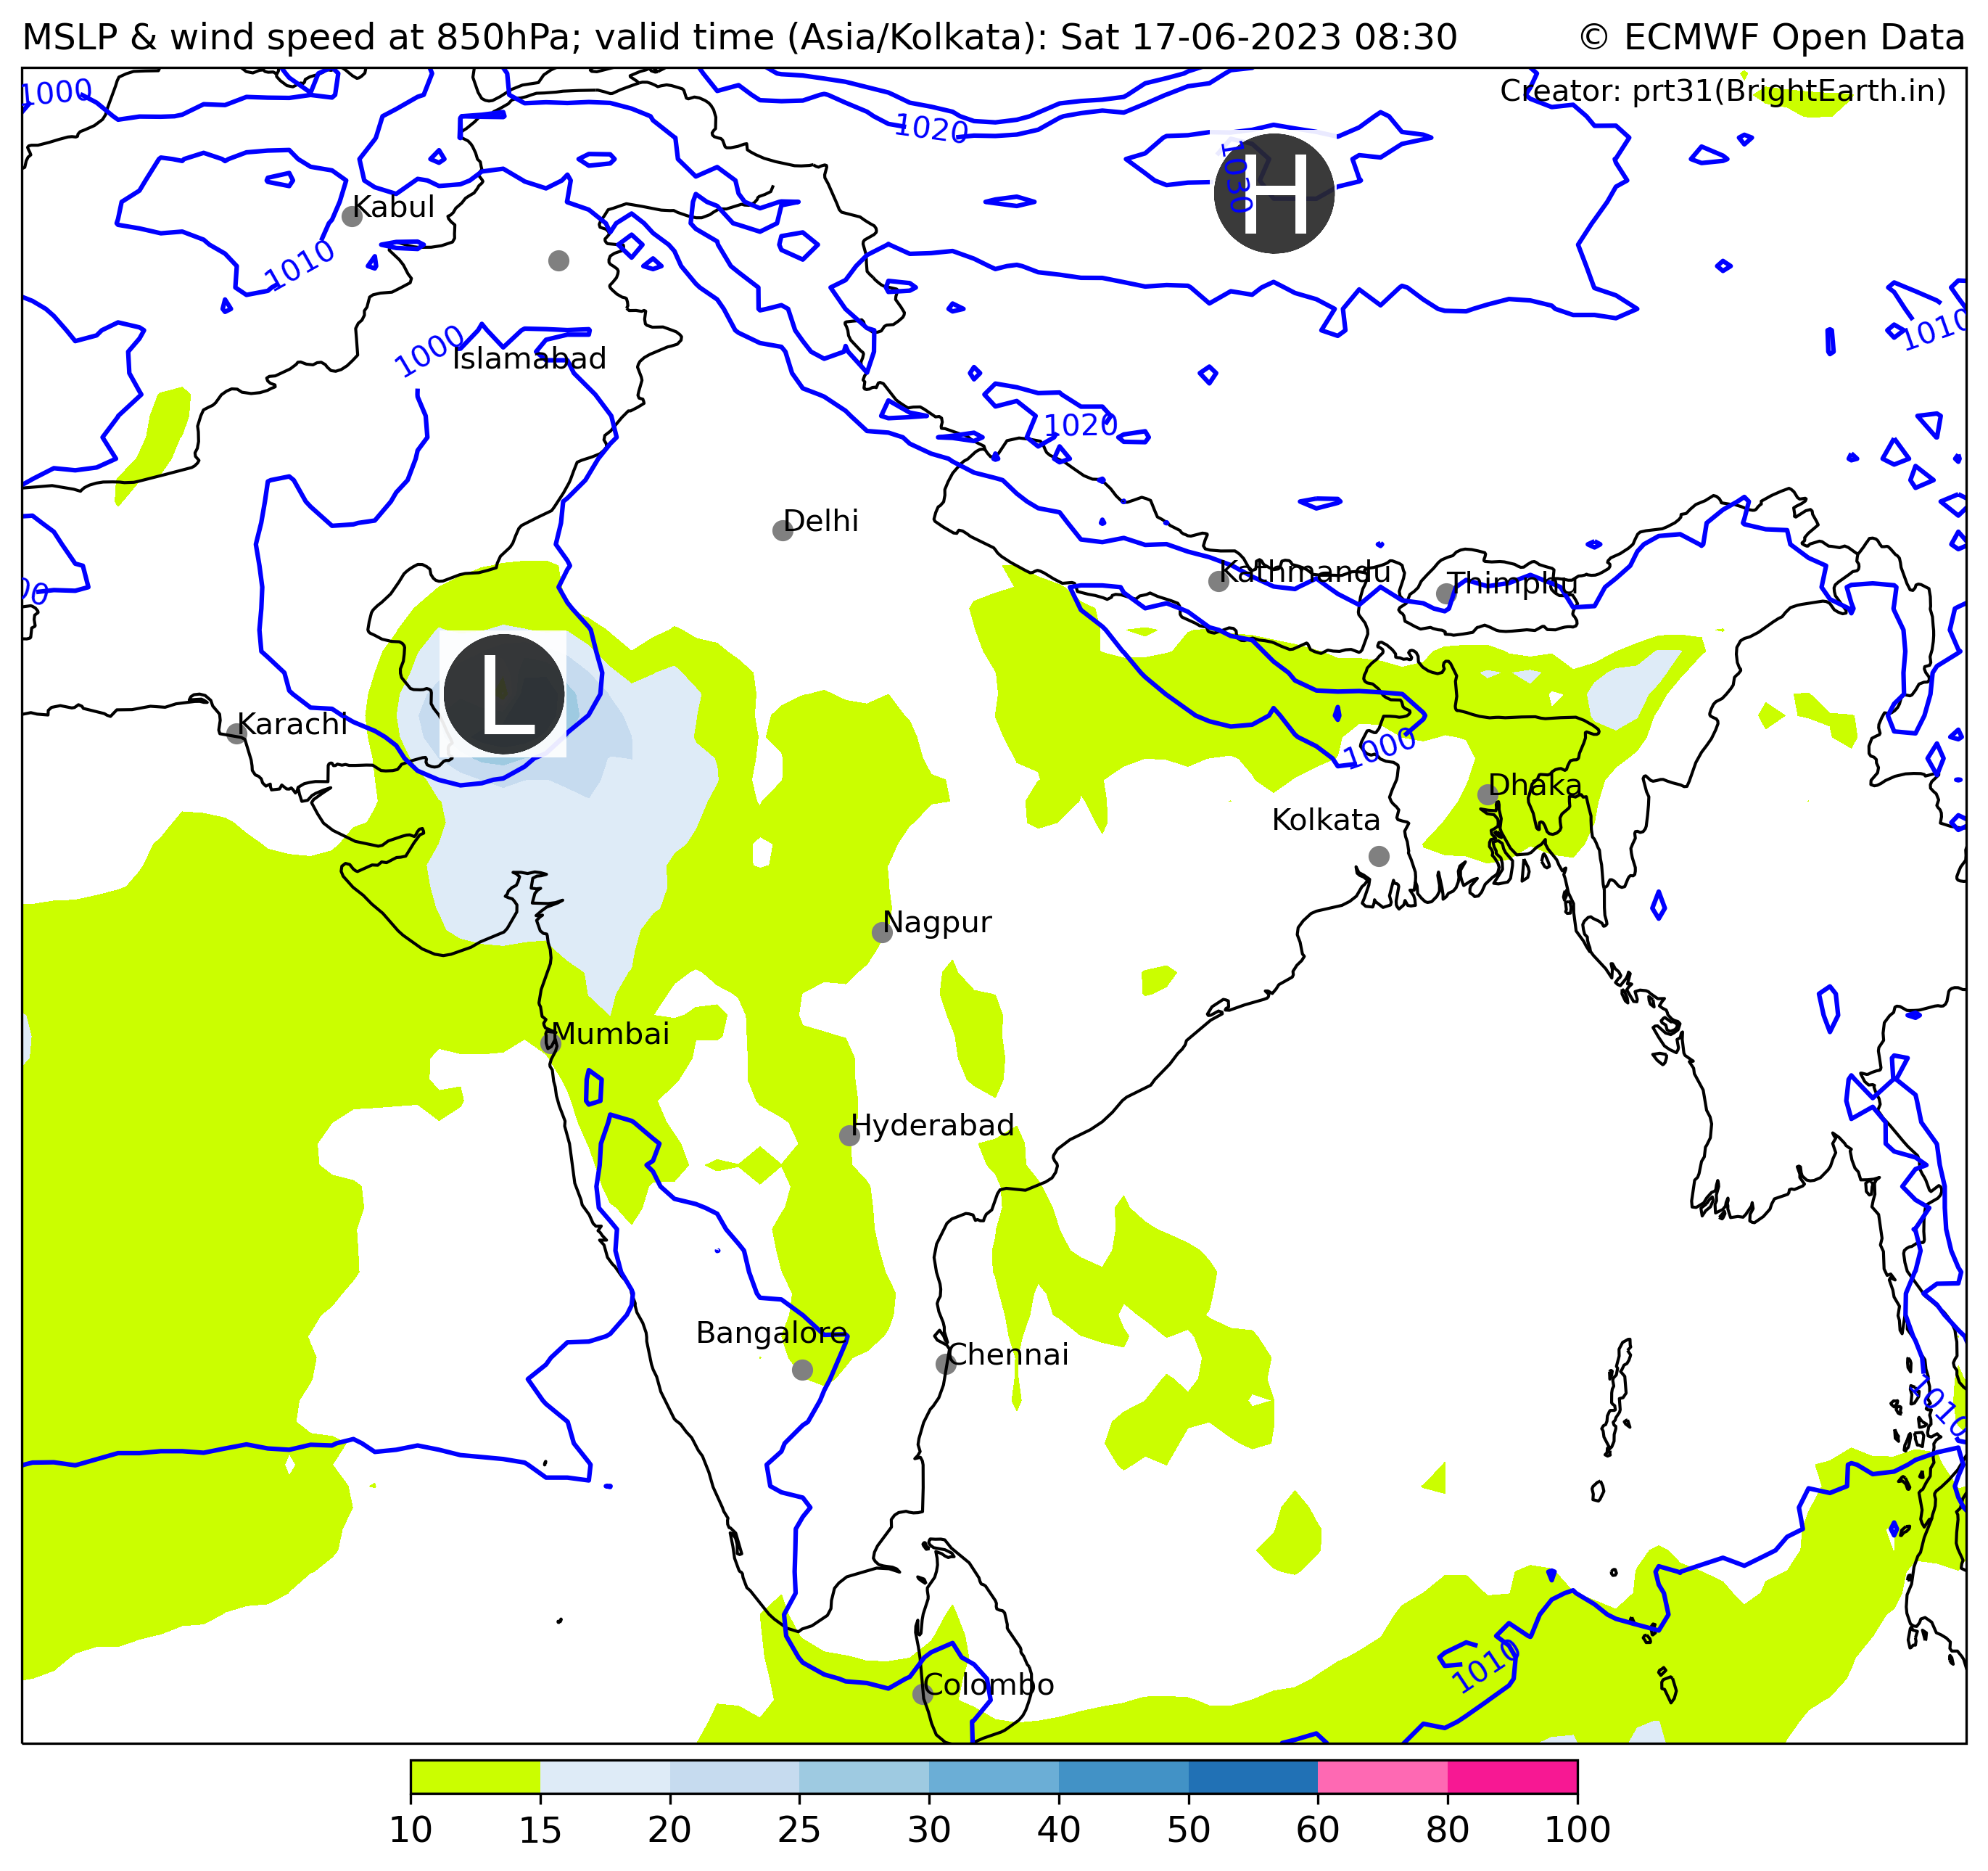 MSLP & wind speed at 850hPa; valid time (Asia/Kolkata): Sat 17-06-2023 08:30 © ECMWF Open Data
Creator: prt31(BrightEarth.in)
1000
1020
H
1030
Kabul
1010
1010
1000
Islamabad
1020
Delhi
Kathmandu
Thimphu
00
L
Karachi
1000
Dhaka
Kolkata
Nagpur
Mumbai
Hyderabad
Bangalore
Chennai
1010
1010
Colombo
10 15 20 25 30 40 50 60 80 100